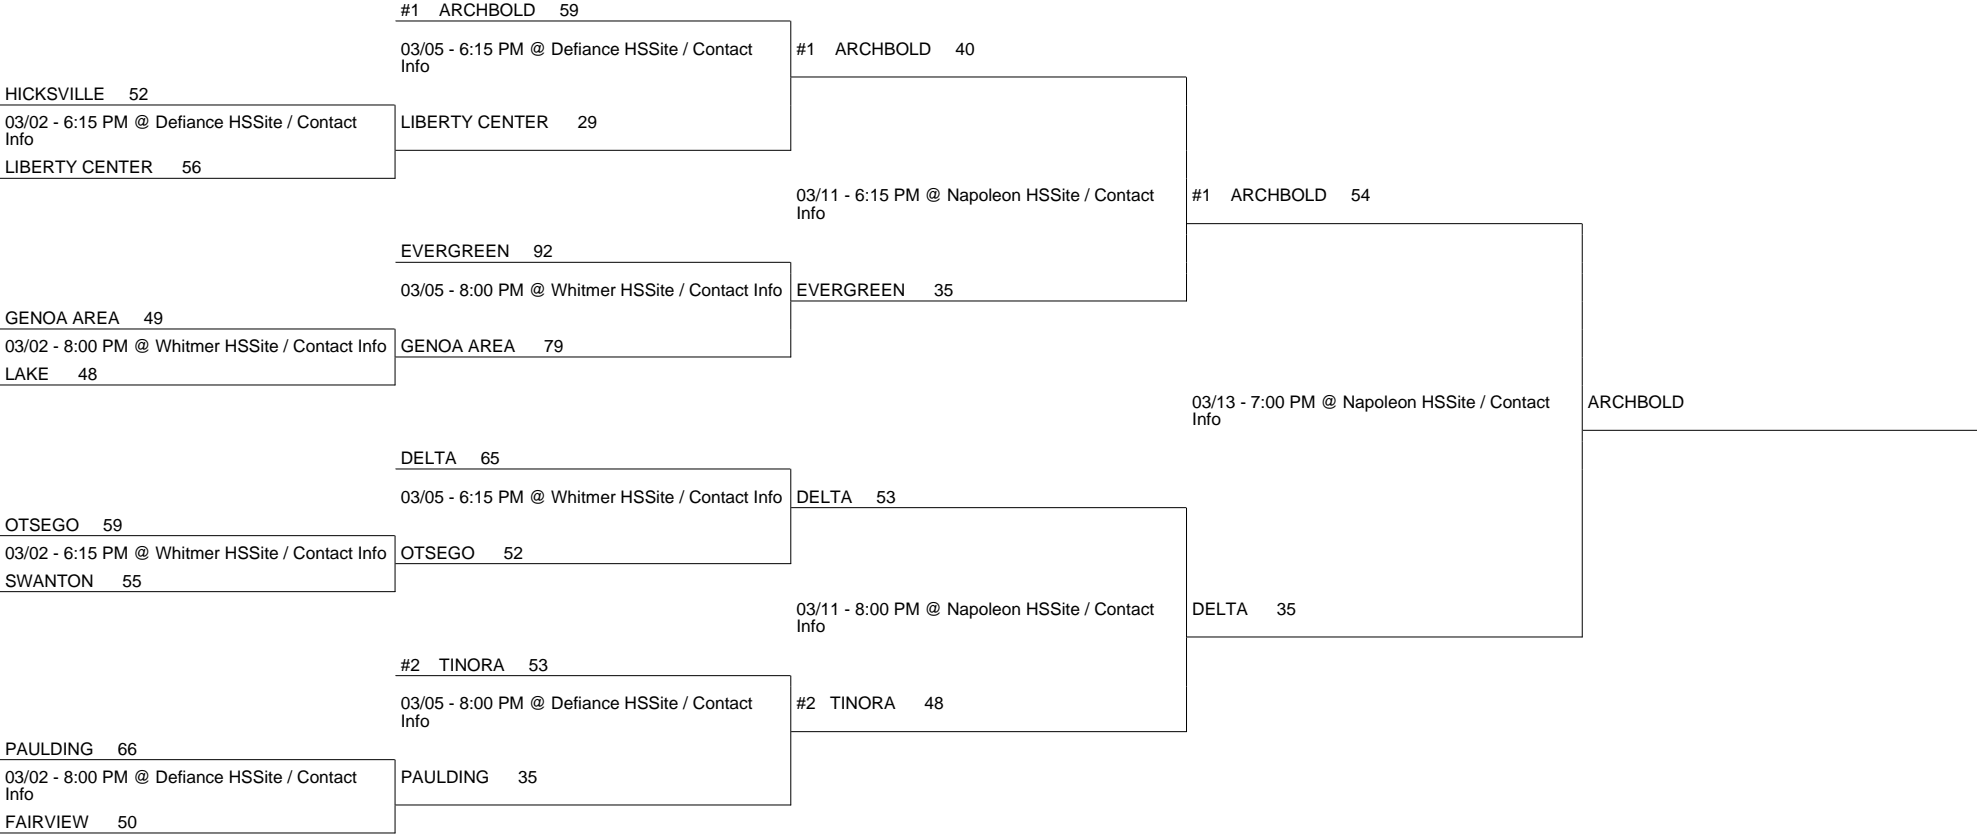 #1 ARCHBOLD 59
03/05 - 6:15 PM @ Defiance HSSite / Contact
Info
#1 ARCHBOLD 40
HICKSVILLE 52
03/02 - 6:15 PM @ Defiance HSSite / Contact
Info
LIBERTY CENTER 29
LIBERTY CENTER 56
03/11 - 6:15 PM @ Napoleon HSSite / Contact
Info
#1 ARCHBOLD 54
EVERGREEN 92
03/05 - 8:00 PM @ Whitmer HSSite / Contact Info
EVERGREEN 35
GENOA AREA 49
03/02 - 8:00 PM @ Whitmer HSSite / Contact Info
GENOA AREA 79
LAKE 48
03/13 - 7:00 PM @ Napoleon HSSite / Contact
Info
ARCHBOLD
DELTA 65
03/05 - 6:15 PM @ Whitmer HSSite / Contact Info
DELTA 53
OTSEGO 59
03/02 - 6:15 PM @ Whitmer HSSite / Contact Info
OTSEGO 52
SWANTON 55
03/11 - 8:00 PM @ Napoleon HSSite / Contact
Info
DELTA 35
#2 TINORA 53
03/05 - 8:00 PM @ Defiance HSSite / Contact
Info
#2 TINORA 48
PAULDING 66
03/02 - 8:00 PM @ Defiance HSSite / Contact
Info
PAULDING 35
FAIRVIEW 50